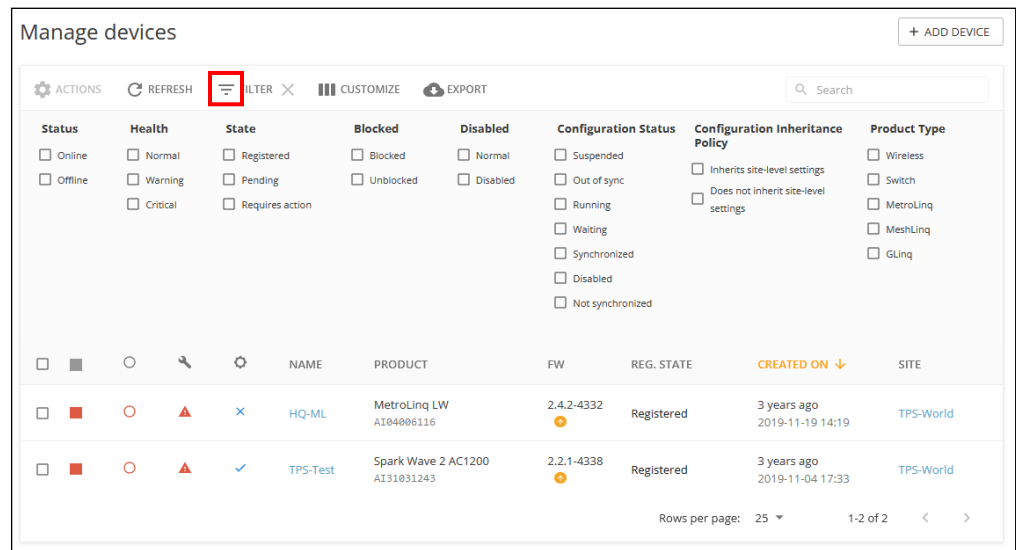 Manage devices
+ ADD DEVICE
ACTIONS REFRESH ILTER CUSTOMIZE EXPORT Search
Status Health State Blocked Disabled Configuration Status Configuration Inheritance Policy Product Type
Online Normal Registered Blocked Normal Suspended Inherits site-level settings Wireless
Offline Warning Pending Unblocked Disabled Out of sync Does not inherit site-level settings Switch
Critical Requires action Running MetroLinq
Waiting MeshLinq
Synchronized GLinq
Disabled
Not synchronized
NAME PRODUCT FW REG. STATE CREATED ON SITE
HQ-ML MetroLinq LW 2.4.2-4332 Registered 3 years ago TPS-World
AI04006116 2019-11-19 14:19
TPS-Test Spark Wave 2 AC1200 2.2.1-4338 Registered 3 years ago TPS-World
AI31031243 2019-11-04 17:33
Rows per page: 25 1-2 of 2